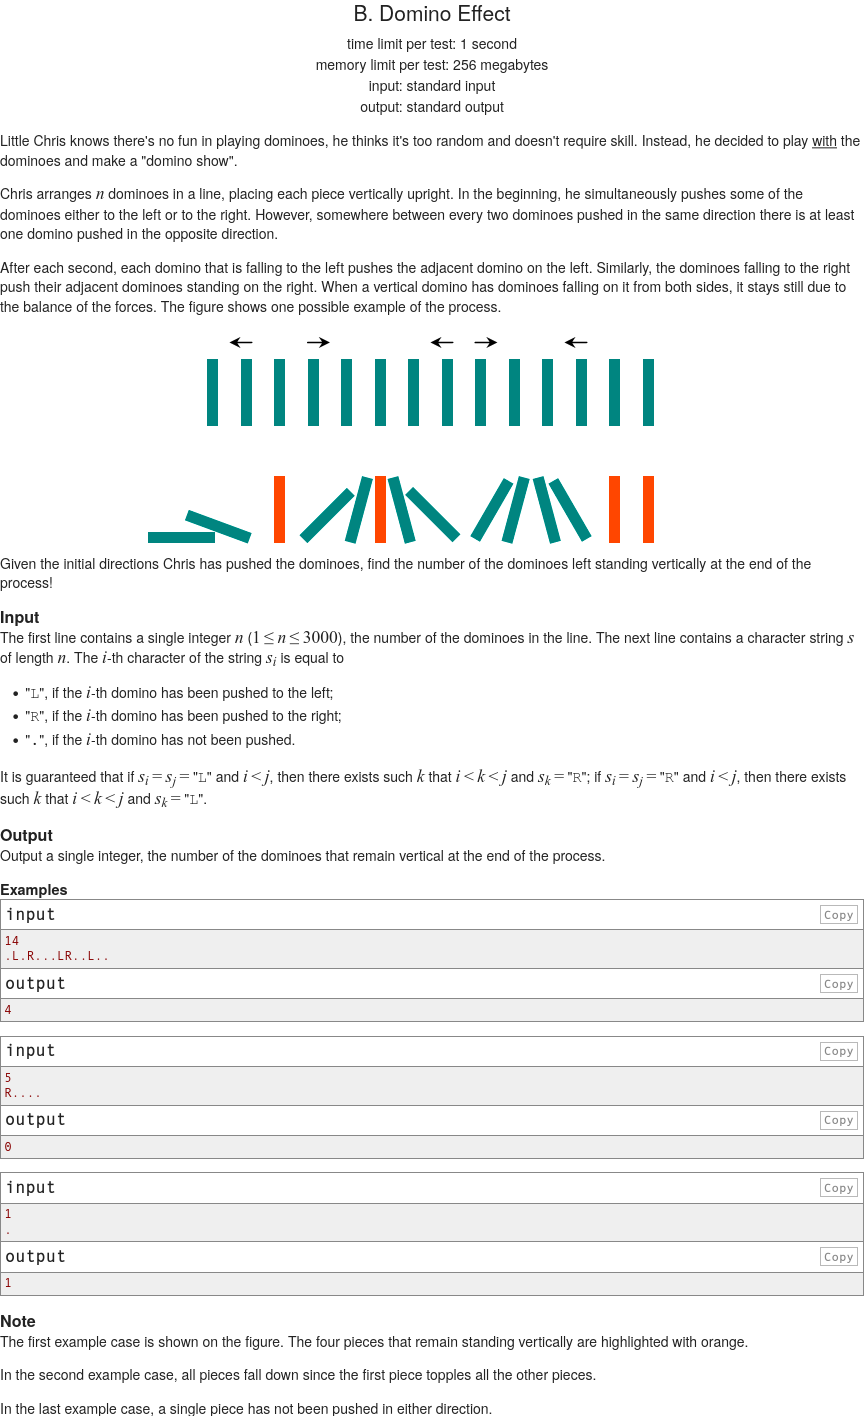 B. Domino Effect
time limit per test: 1 second
memory limit per test: 256 megabytes
input: standard input
output: standard output
Little Chris knows there's no fun in playing dominoes, he thinks it's too random and doesn't require skill. Instead, he decided to play with the
dominoes and make a "domino show".
Chris arranges n dominoes in a line, placing each piece vertically upright. In the beginning, he simultaneously pushes some of the
dominoes either to the left or to the right. However, somewhere between every two dominoes pushed in the same direction there is at least
one domino pushed in the opposite direction.
After each second, each domino that is falling to the left pushes the adjacent domino on the left. Similarly, the dominoes falling to the right
push their adjacent dominoes standing on the right. When a vertical domino has dominoes falling on it from both sides, it stays still due to
the balance of the forces. The figure shows one possible example of the process.
Given the initial directions Chris has pushed the dominoes, find the number of the dominoes left standing vertically at the end of the
process!
Input
The first line contains a single integer n (1 ≤ n ≤ 3000), the number of the dominoes in the line. The next line contains a character string s
of length n. The i-th character of the string s_i is equal to
• "L", if the i-th domino has been pushed to the left;
• "R", if the i-th domino has been pushed to the right;
• ".", if the i-th domino has not been pushed.
It is guaranteed that if s_i = s_j = "L" and i < j, then there exists such k that i < k < j and s_k = "R"; if s_i = s_j = "R" and i < j, then there exists
such k that i < k < j and s_k = "L".
Output
Output a single integer, the number of the dominoes that remain vertical at the end of the process.
Examples
input
Copy
14
.L.R...LR..L..
output
Copy
4
input
Copy
5
R....
output
Copy
0
input
Copy
1
.
output
Copy
1
Note
The first example case is shown on the figure. The four pieces that remain standing vertically are highlighted with orange.
In the second example case, all pieces fall down since the first piece topples all the other pieces.
In the last example case, a single piece has not been pushed in either direction.